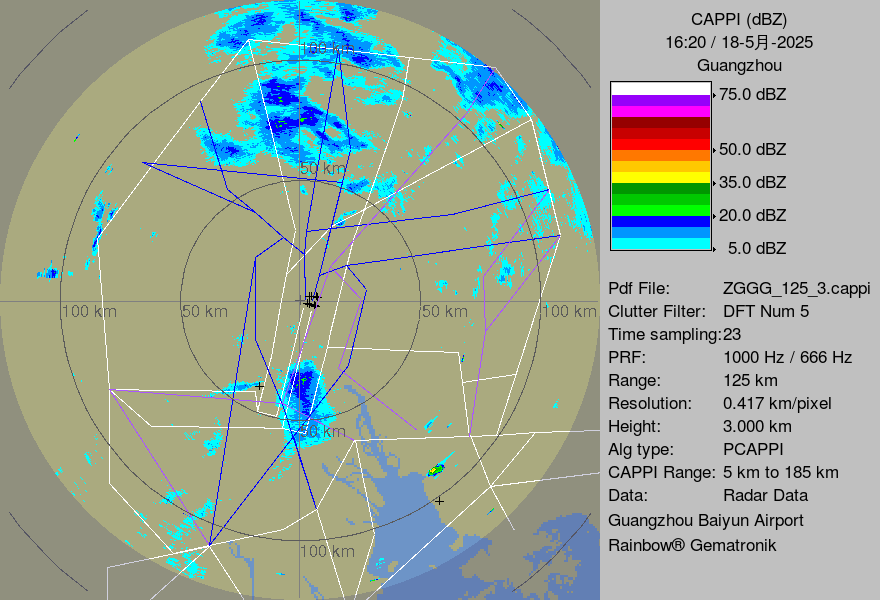 CAPPI (dBZ)
16:20 / 18-5月-2025
Guangzhou
75.0 dBZ
50.0 dBZ
35.0 dBZ
20.0 dBZ
5.0 dBZ
Pdf File: ZGGG_125_3.cappi
Clutter Filter: DFT Num 5
Time sampling:23
PRF: 1000 Hz / 666 Hz
Range: 125 km
Resolution: 0.417 km/pixel
Height: 3.000 km
Alg type: PCAPPI
CAPPI Range: 5 km to 185 km
Data: Radar Data
Guangzhou Baiyun Airport
Rainbow® Gematronik
100 km
50 km
100 km 50 km 50 km 100 km
50 km
100 km